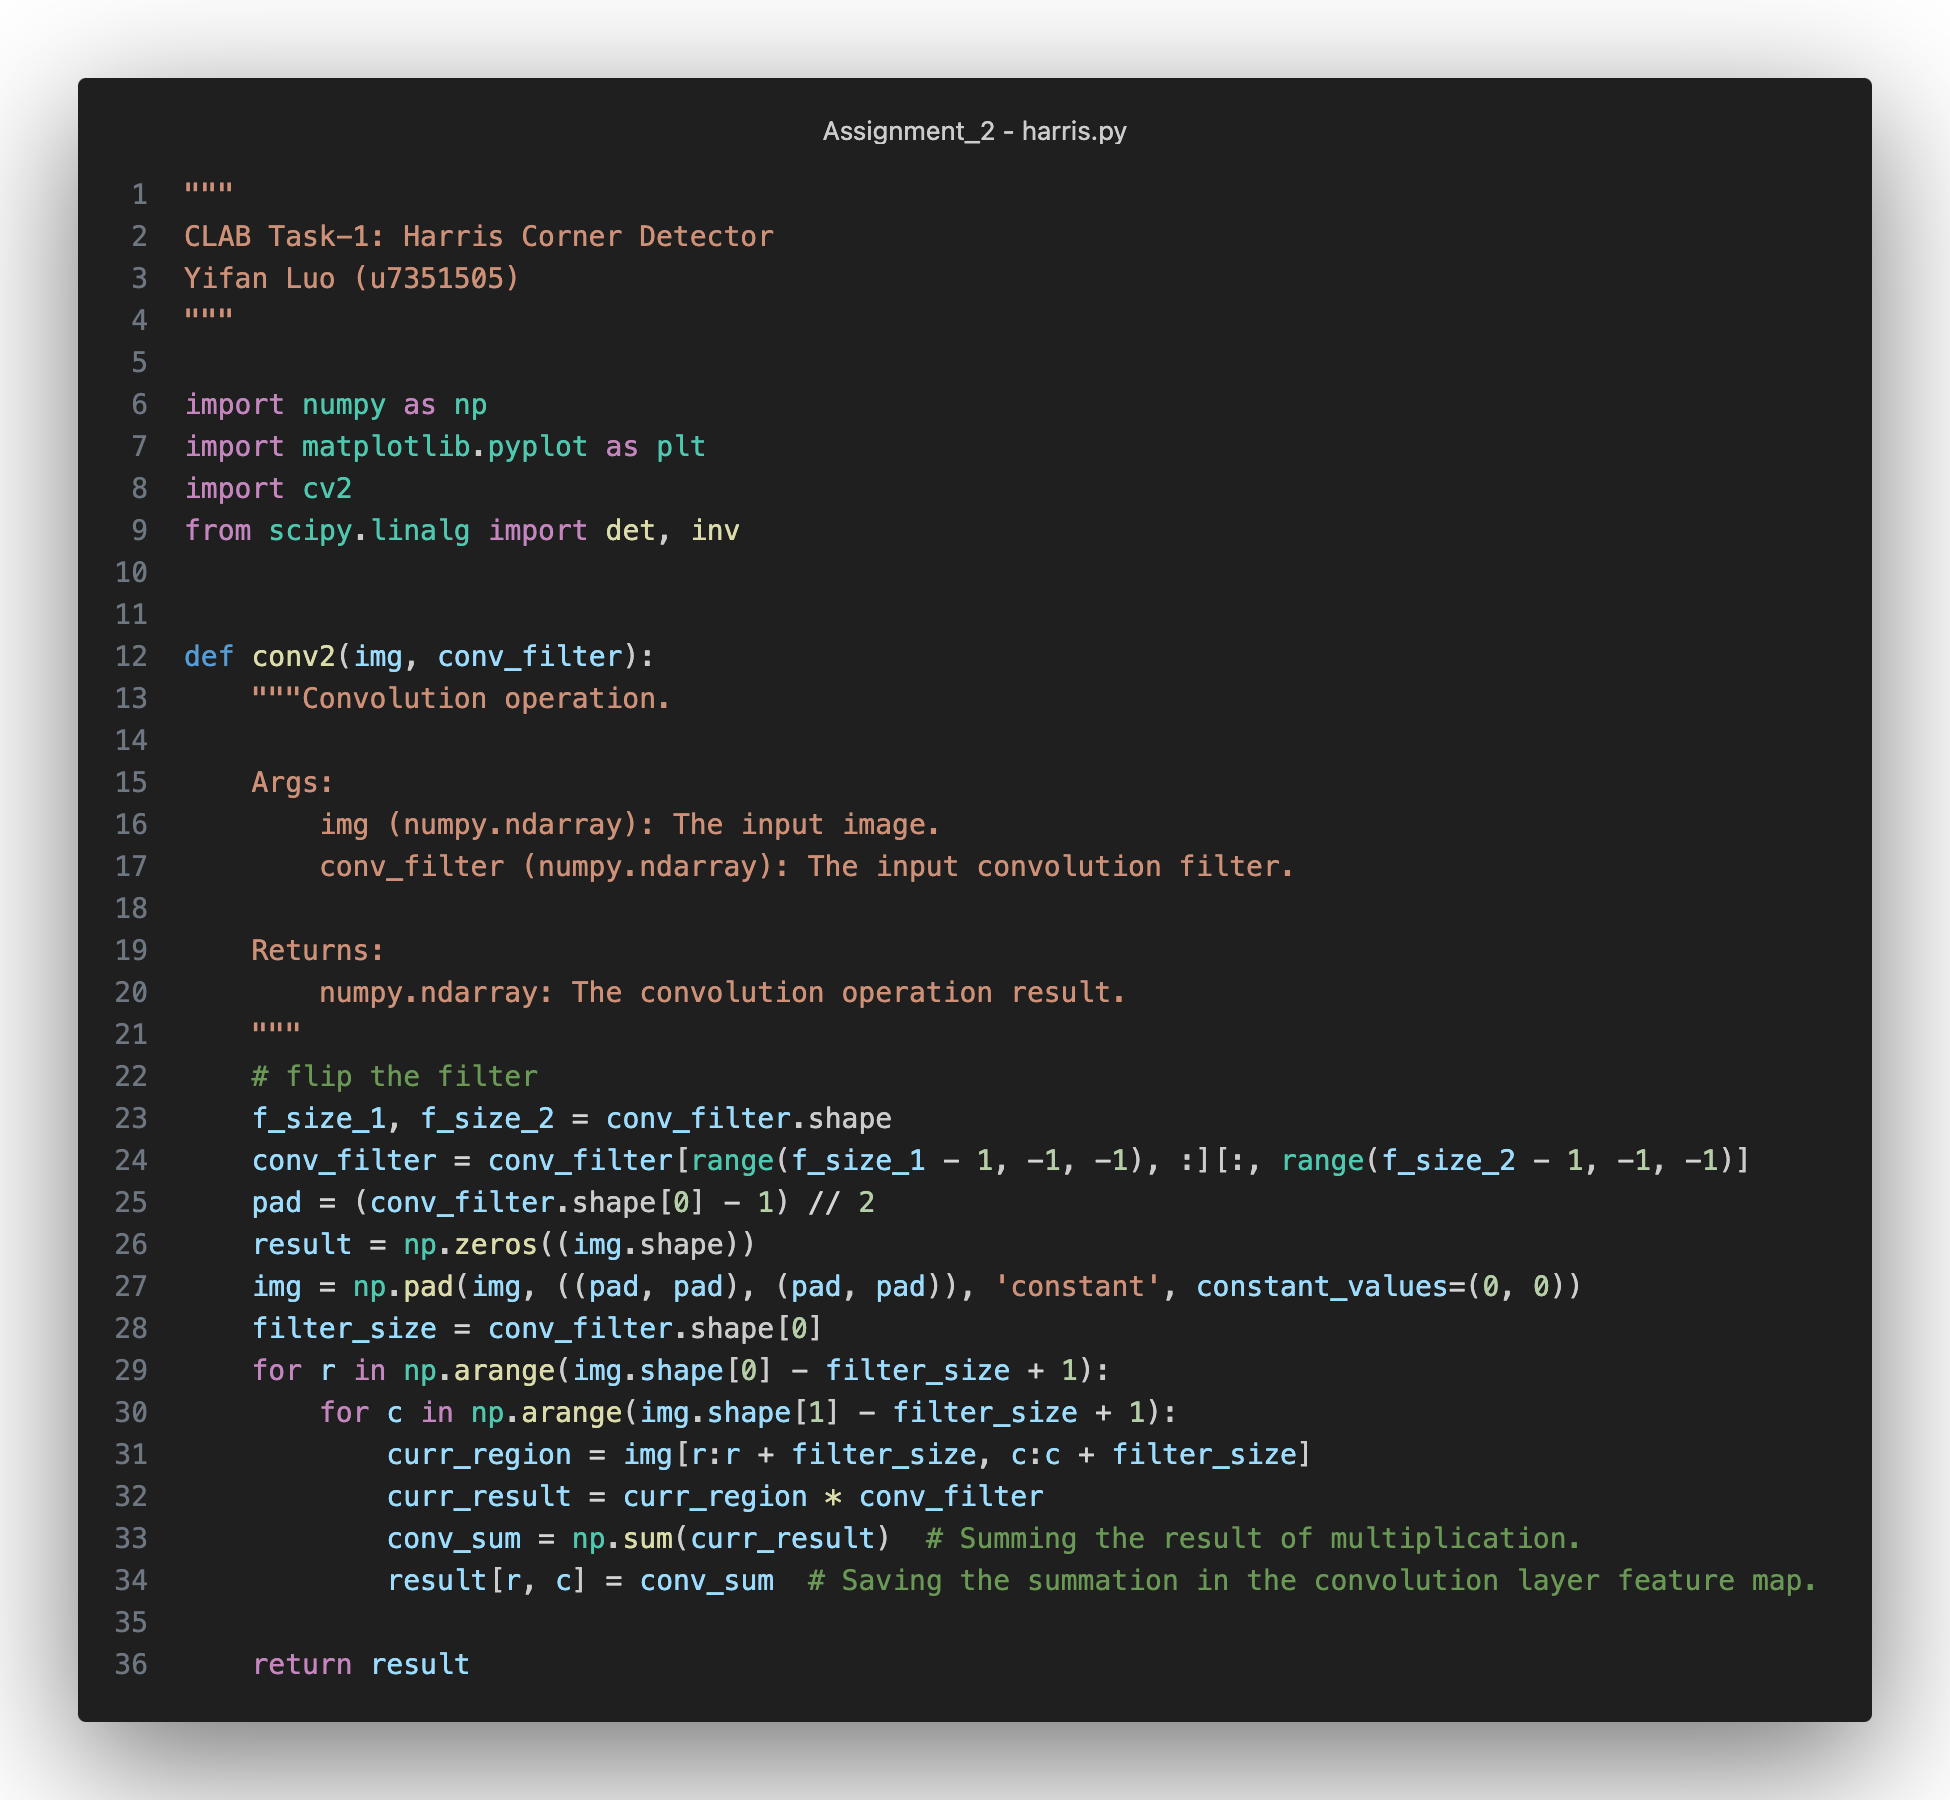 Assignment_2 - harris.py
1 """
2 CLAB Task-1: Harris Corner Detector
3 Yifan Luo (u7351505)
4 """
5
6 import numpy as np
7 import matplotlib.pyplot as plt
8 import cv2
9 from scipy.linalg import det, inv
10
11
12 def conv2(img, conv_filter):
13     """Convolution operation.
14
15     Args:
16         img (numpy.ndarray): The input image.
17         conv_filter (numpy.ndarray): The input convolution filter.
18
19     Returns:
20         numpy.ndarray: The convolution operation result.
21     """
22     # flip the filter
23     f_size_1, f_size_2 = conv_filter.shape
24     conv_filter = conv_filter[range(f_size_1 - 1, -1, -1), :][:, range(f_size_2 - 1, -1, -1)]
25     pad = (conv_filter.shape[0] - 1) // 2
26     result = np.zeros((img.shape))
27     img = np.pad(img, ((pad, pad), (pad, pad)), 'constant', constant_values=(0, 0))
28     filter_size = conv_filter.shape[0]
29     for r in np.arange(img.shape[0] - filter_size + 1):
30         for c in np.arange(img.shape[1] - filter_size + 1):
31             curr_region = img[r:r + filter_size, c:c + filter_size]
32             curr_result = curr_region * conv_filter
33             conv_sum = np.sum(curr_result)  # Summing the result of multiplication.
34             result[r, c] = conv_sum  # Saving the summation in the convolution layer feature map.
35
36     return result